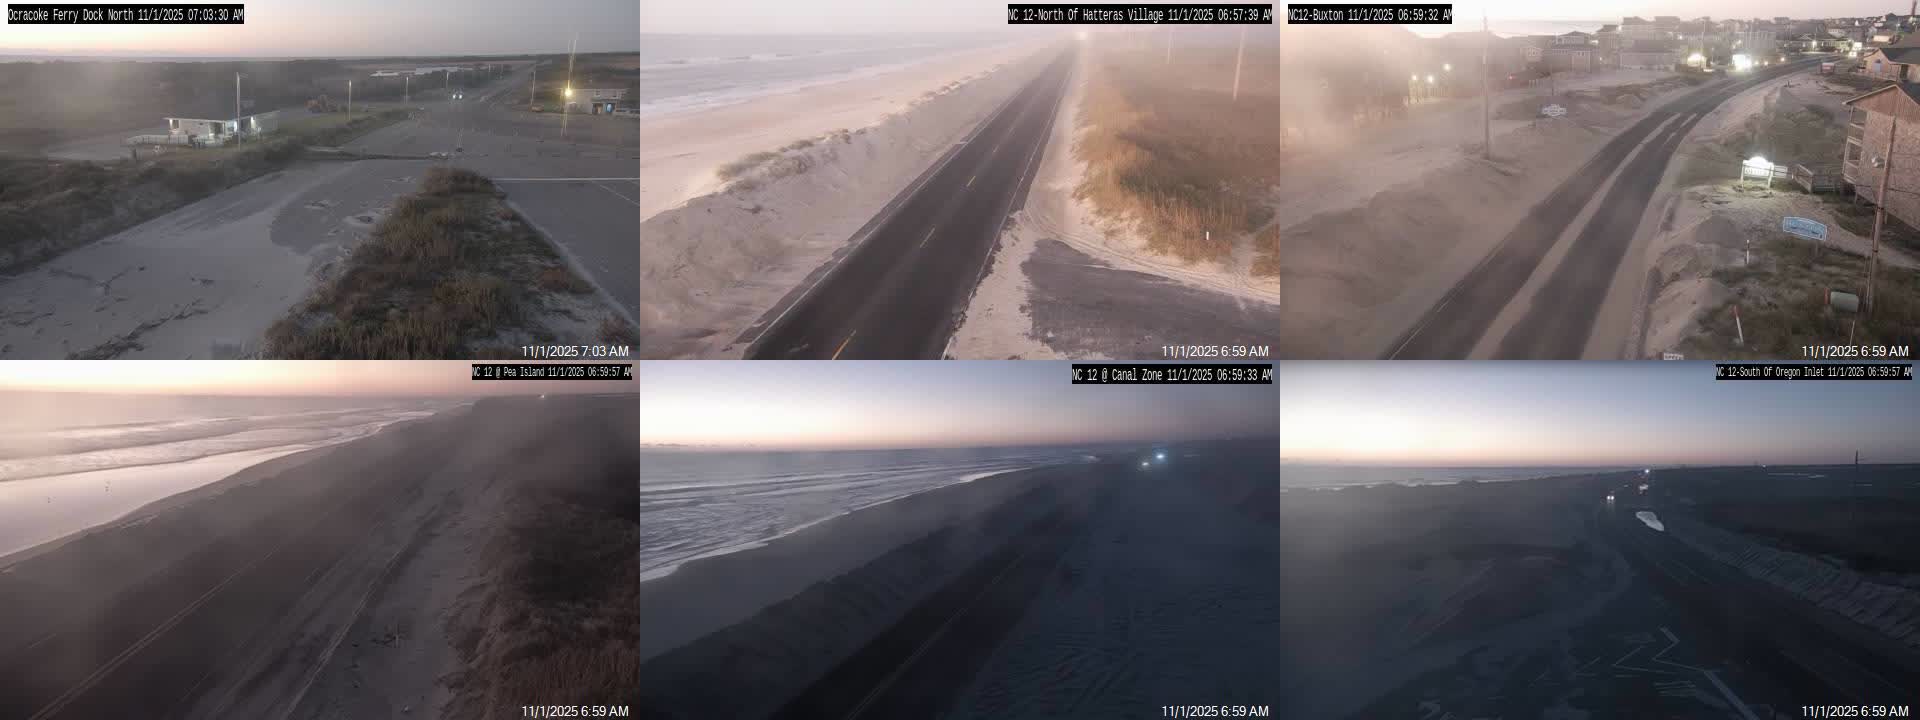 Ocracoke Ferry Dock North 11/1/2025 07:03:30 AM
11/1/2025 7:03 AM
NC 12-North Of Hatteras Village 11/1/2025 06:57:39 AM
11/1/2025 6:59 AM
NC12-Buxton 11/1/2025 06:59:32 AM
11/1/2025 6:59 AM
NC 12 @ Pea Island 11/1/2025 06:59:57 AM
11/1/2025 6:59 AM
NC 12 @ Canal Zone 11/1/2025 06:59:33 AM
11/1/2025 6:59 AM
NC 12-South Of Oregon Inlet 11/1/2025 06:59:57 AM
11/1/2025 6:59 AM